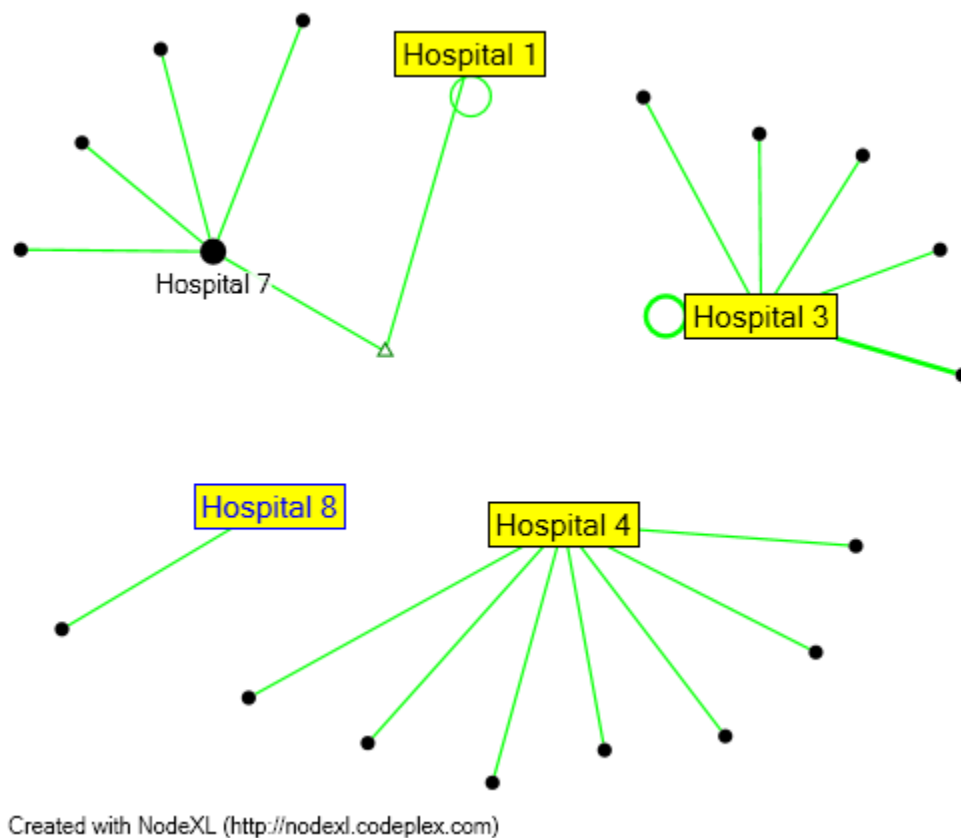 Hospital 1
Hospital 7
Hospital 3
Hospital 8
Hospital 4
Created with NodeXL (http://nodexl.codeplex.com)